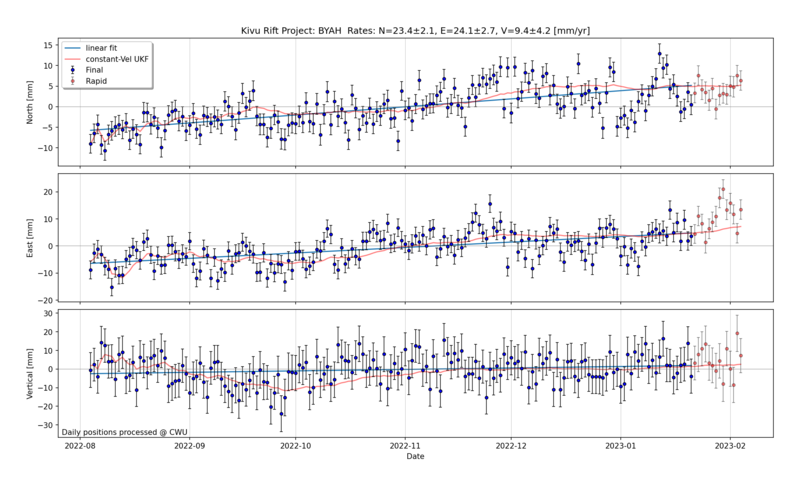 Kivu Rift Project: BYAH  Rates: N=23.4±2.1, E=24.1±2.7, V=9.4±4.2 [mm/yr]
linear fit
constant-Vel UKF
Final
Rapid
North [mm]
15
10
5
0
−5
−10
East [mm]
20
10
0
−10
−20
Vertical [mm]
30
20
10
0
−10
−20
−30
Daily positions processed @ CWU
2022-08
2022-09
2022-10
2022-11
2022-12
2023-01
2023-02
Date